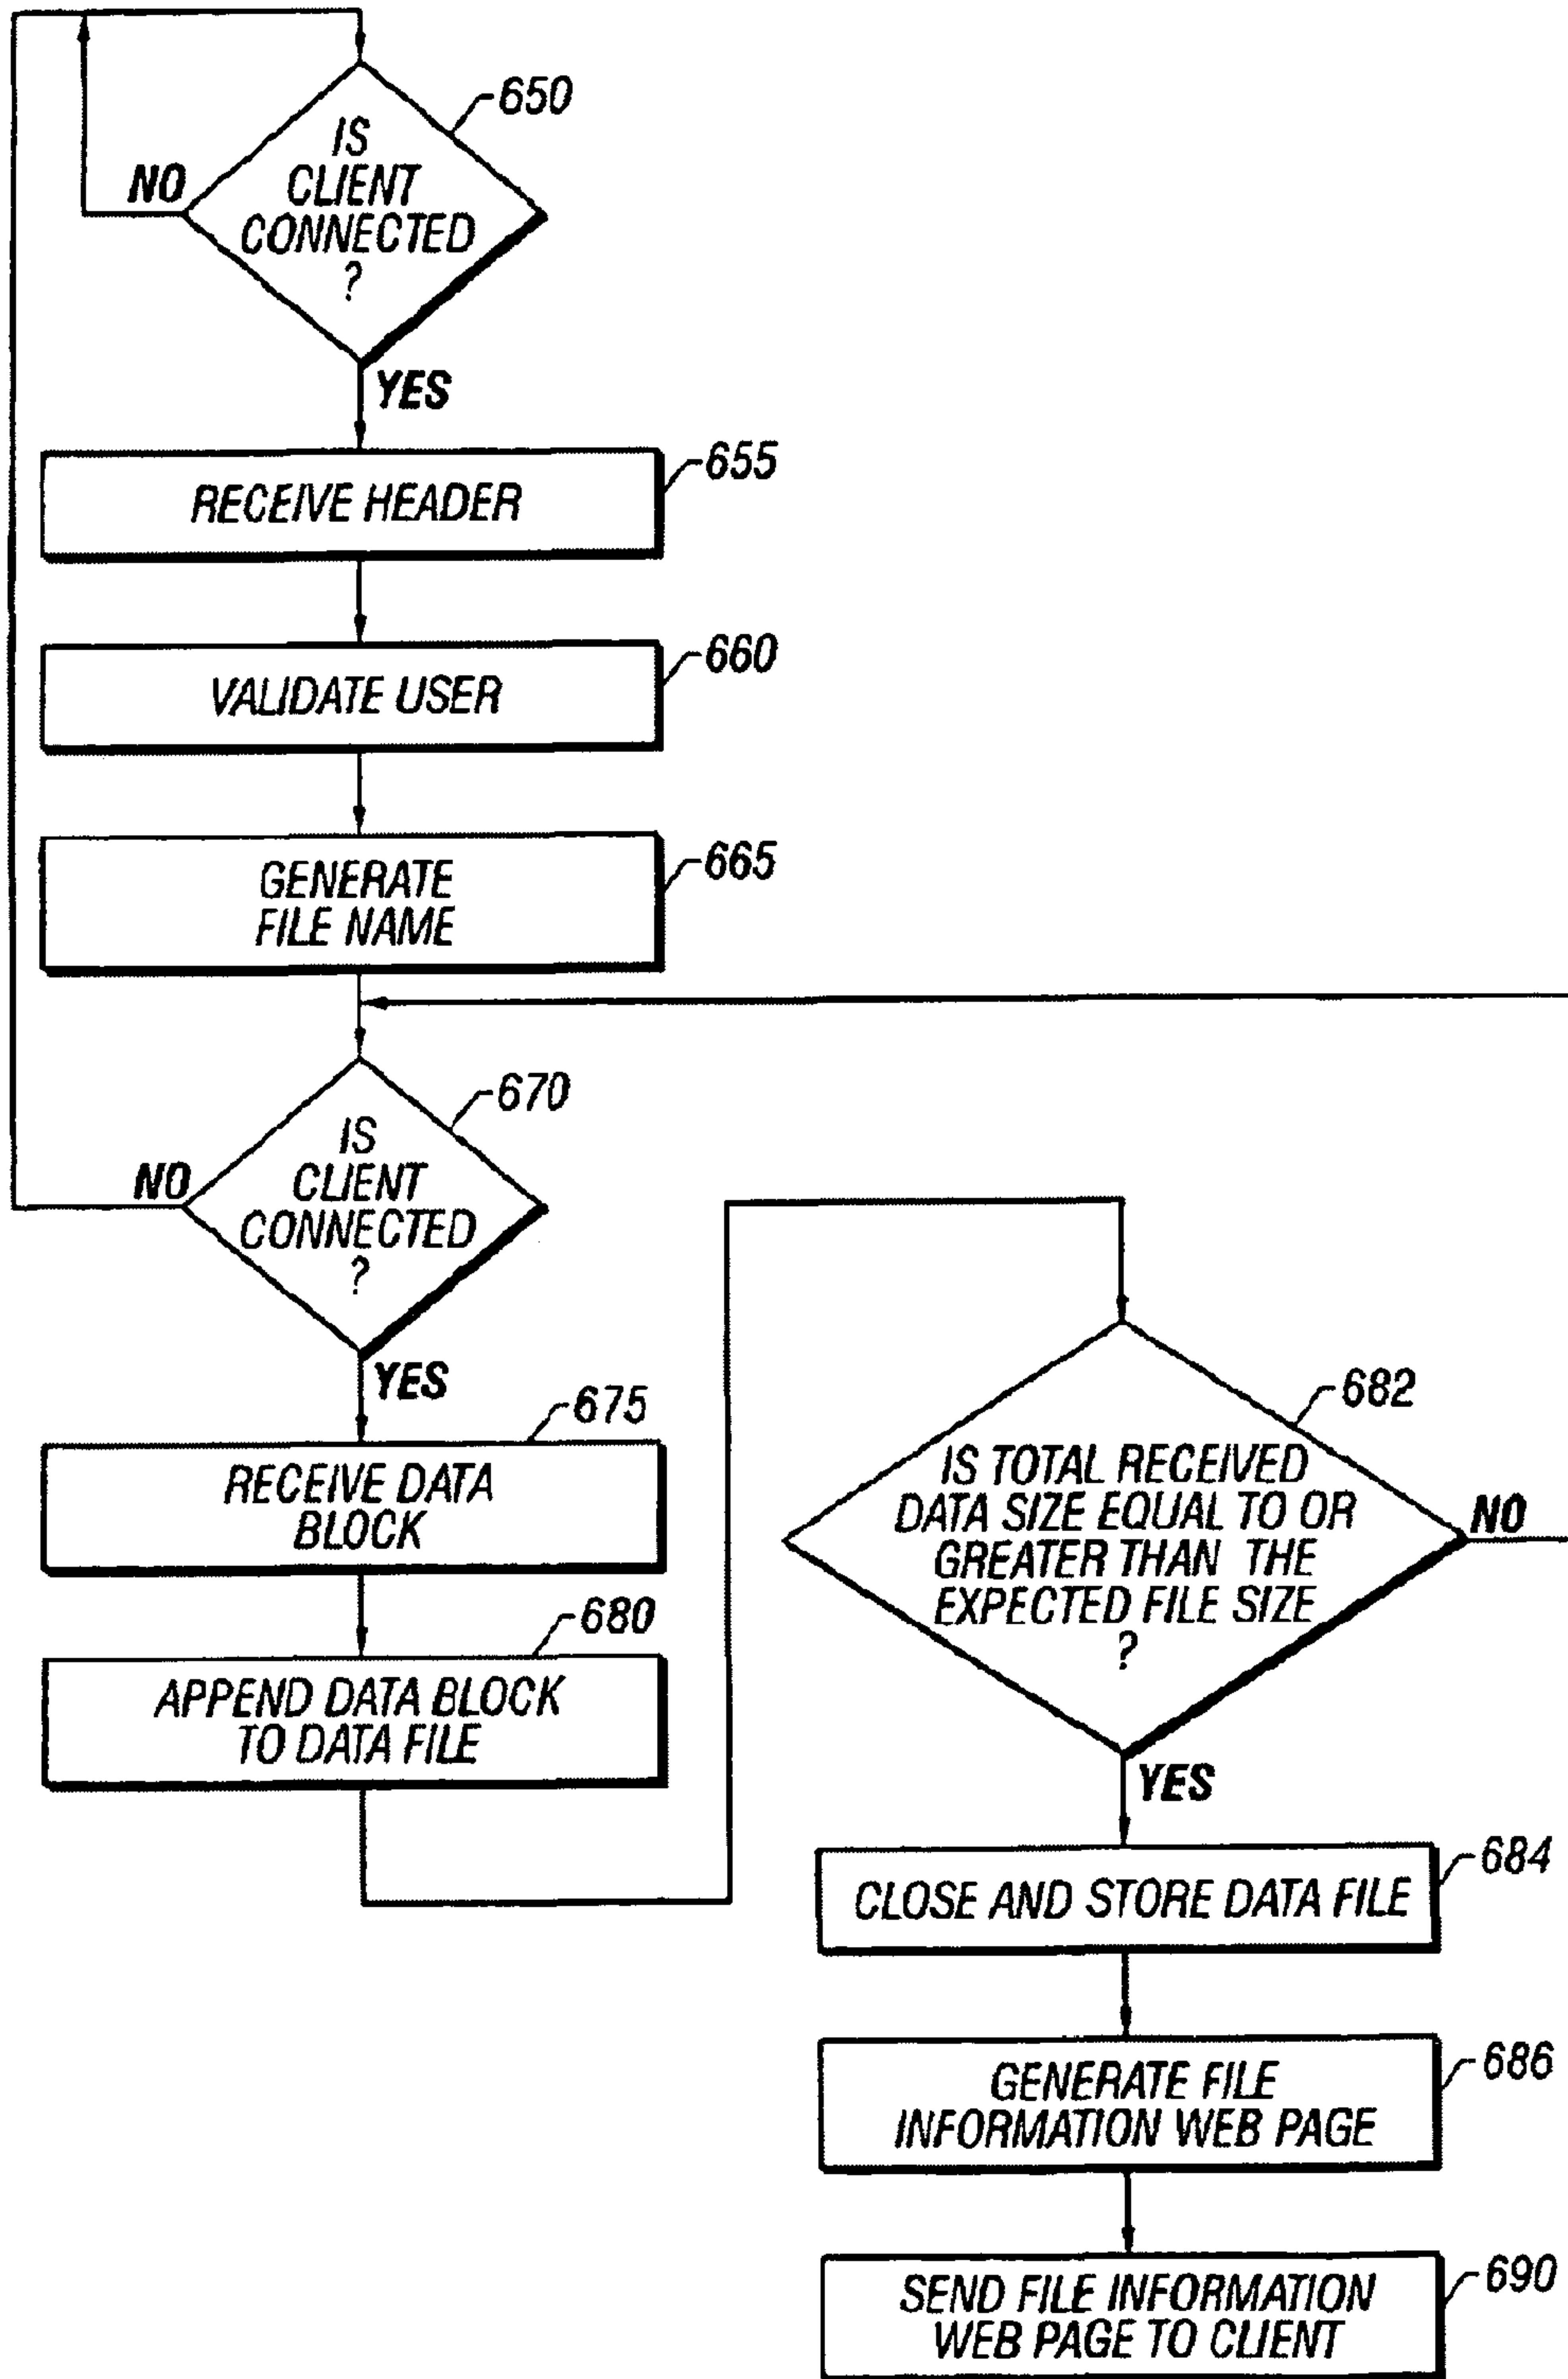 650
IS
CLIENT
CONNECTED
?
NO
YES
655
RECEIVE HEADER
660
VALIDATE USER
665
GENERATE
FILE NAME
670
IS
CLIENT
CONNECTED
?
NO
YES
675
RECEIVE DATA
BLOCK
680
APPEND DATA BLOCK
TO DATA FILE
682
IS TOTAL RECEIVED
DATA SIZE EQUAL TO OR
GREATER THAN THE
EXPECTED FILE SIZE
?
NO
YES
684
CLOSE AND STORE DATA FILE
686
GENERATE FILE
INFORMATION WEB PAGE
690
SEND FILE INFORMATION
WEB PAGE TO CLIENT